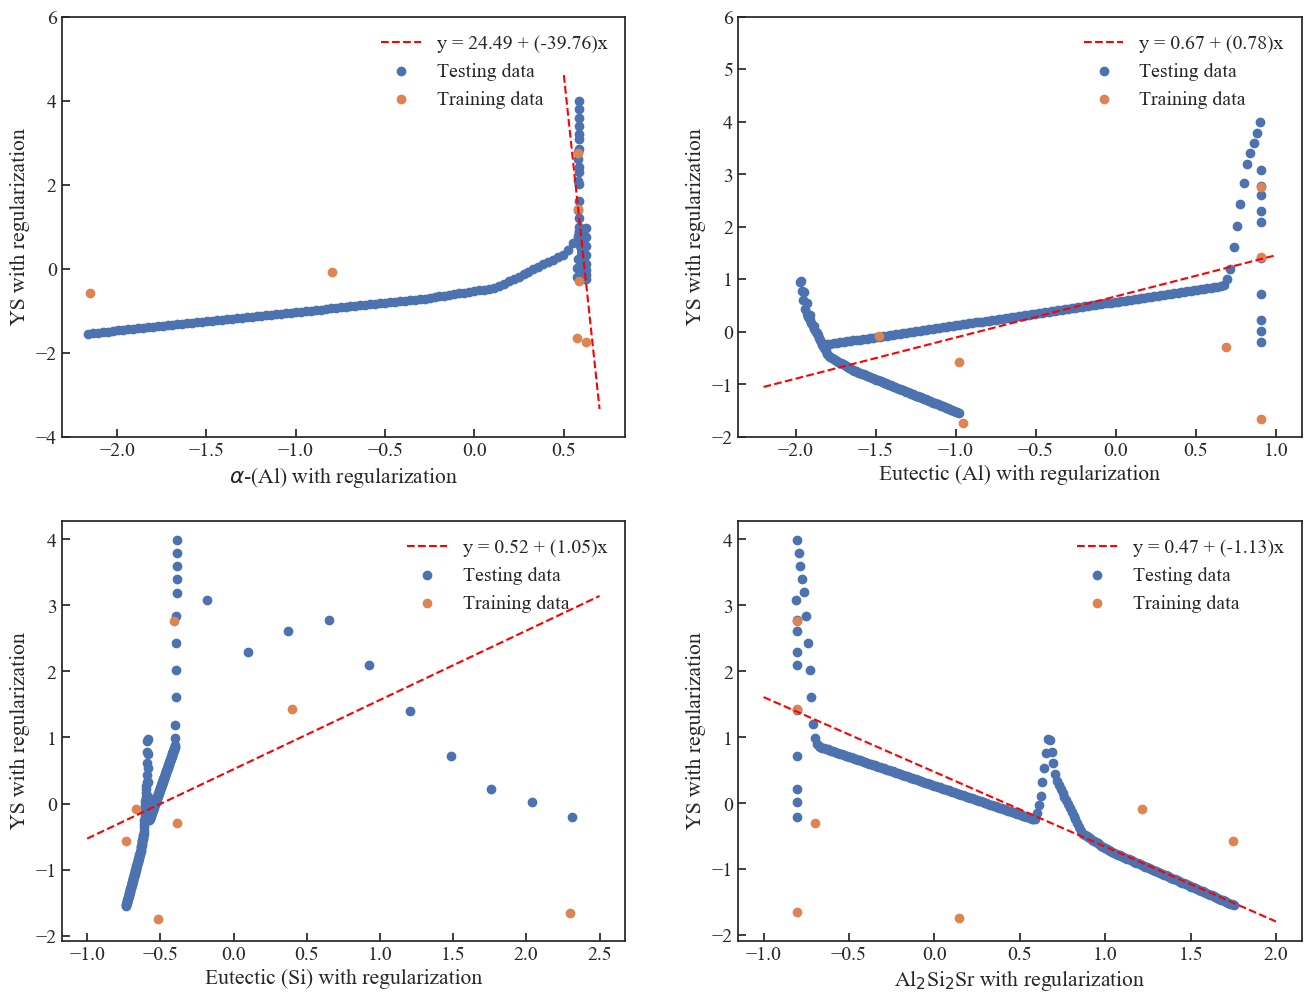 6
4
2
0
−2
−4
YS with regularization
y = 24.49 + (-39.76)x
Testing data
Training data
−2.0 −1.5 −1.0 −0.5 0.0 0.5
α-(Al) with regularization
6
5
4
3
2
1
0
−1
−2
YS with regularization
y = 0.67 + (0.78)x
Testing data
Training data
−2.0 −1.5 −1.0 −0.5 0.0 0.5 1.0
Eutectic (Al) with regularization
4
3
2
1
0
−1
−2
YS with regularization
y = 0.52 + (1.05)x
Testing data
Training data
−1.0 −0.5 0.0 0.5 1.0 1.5 2.0 2.5
Eutectic (Si) with regularization
4
3
2
1
0
−1
−2
YS with regularization
y = 0.47 + (-1.13)x
Testing data
Training data
−1.0 −0.5 0.0 0.5 1.0 1.5 2.0
Al₂Si₂Sr with regularization